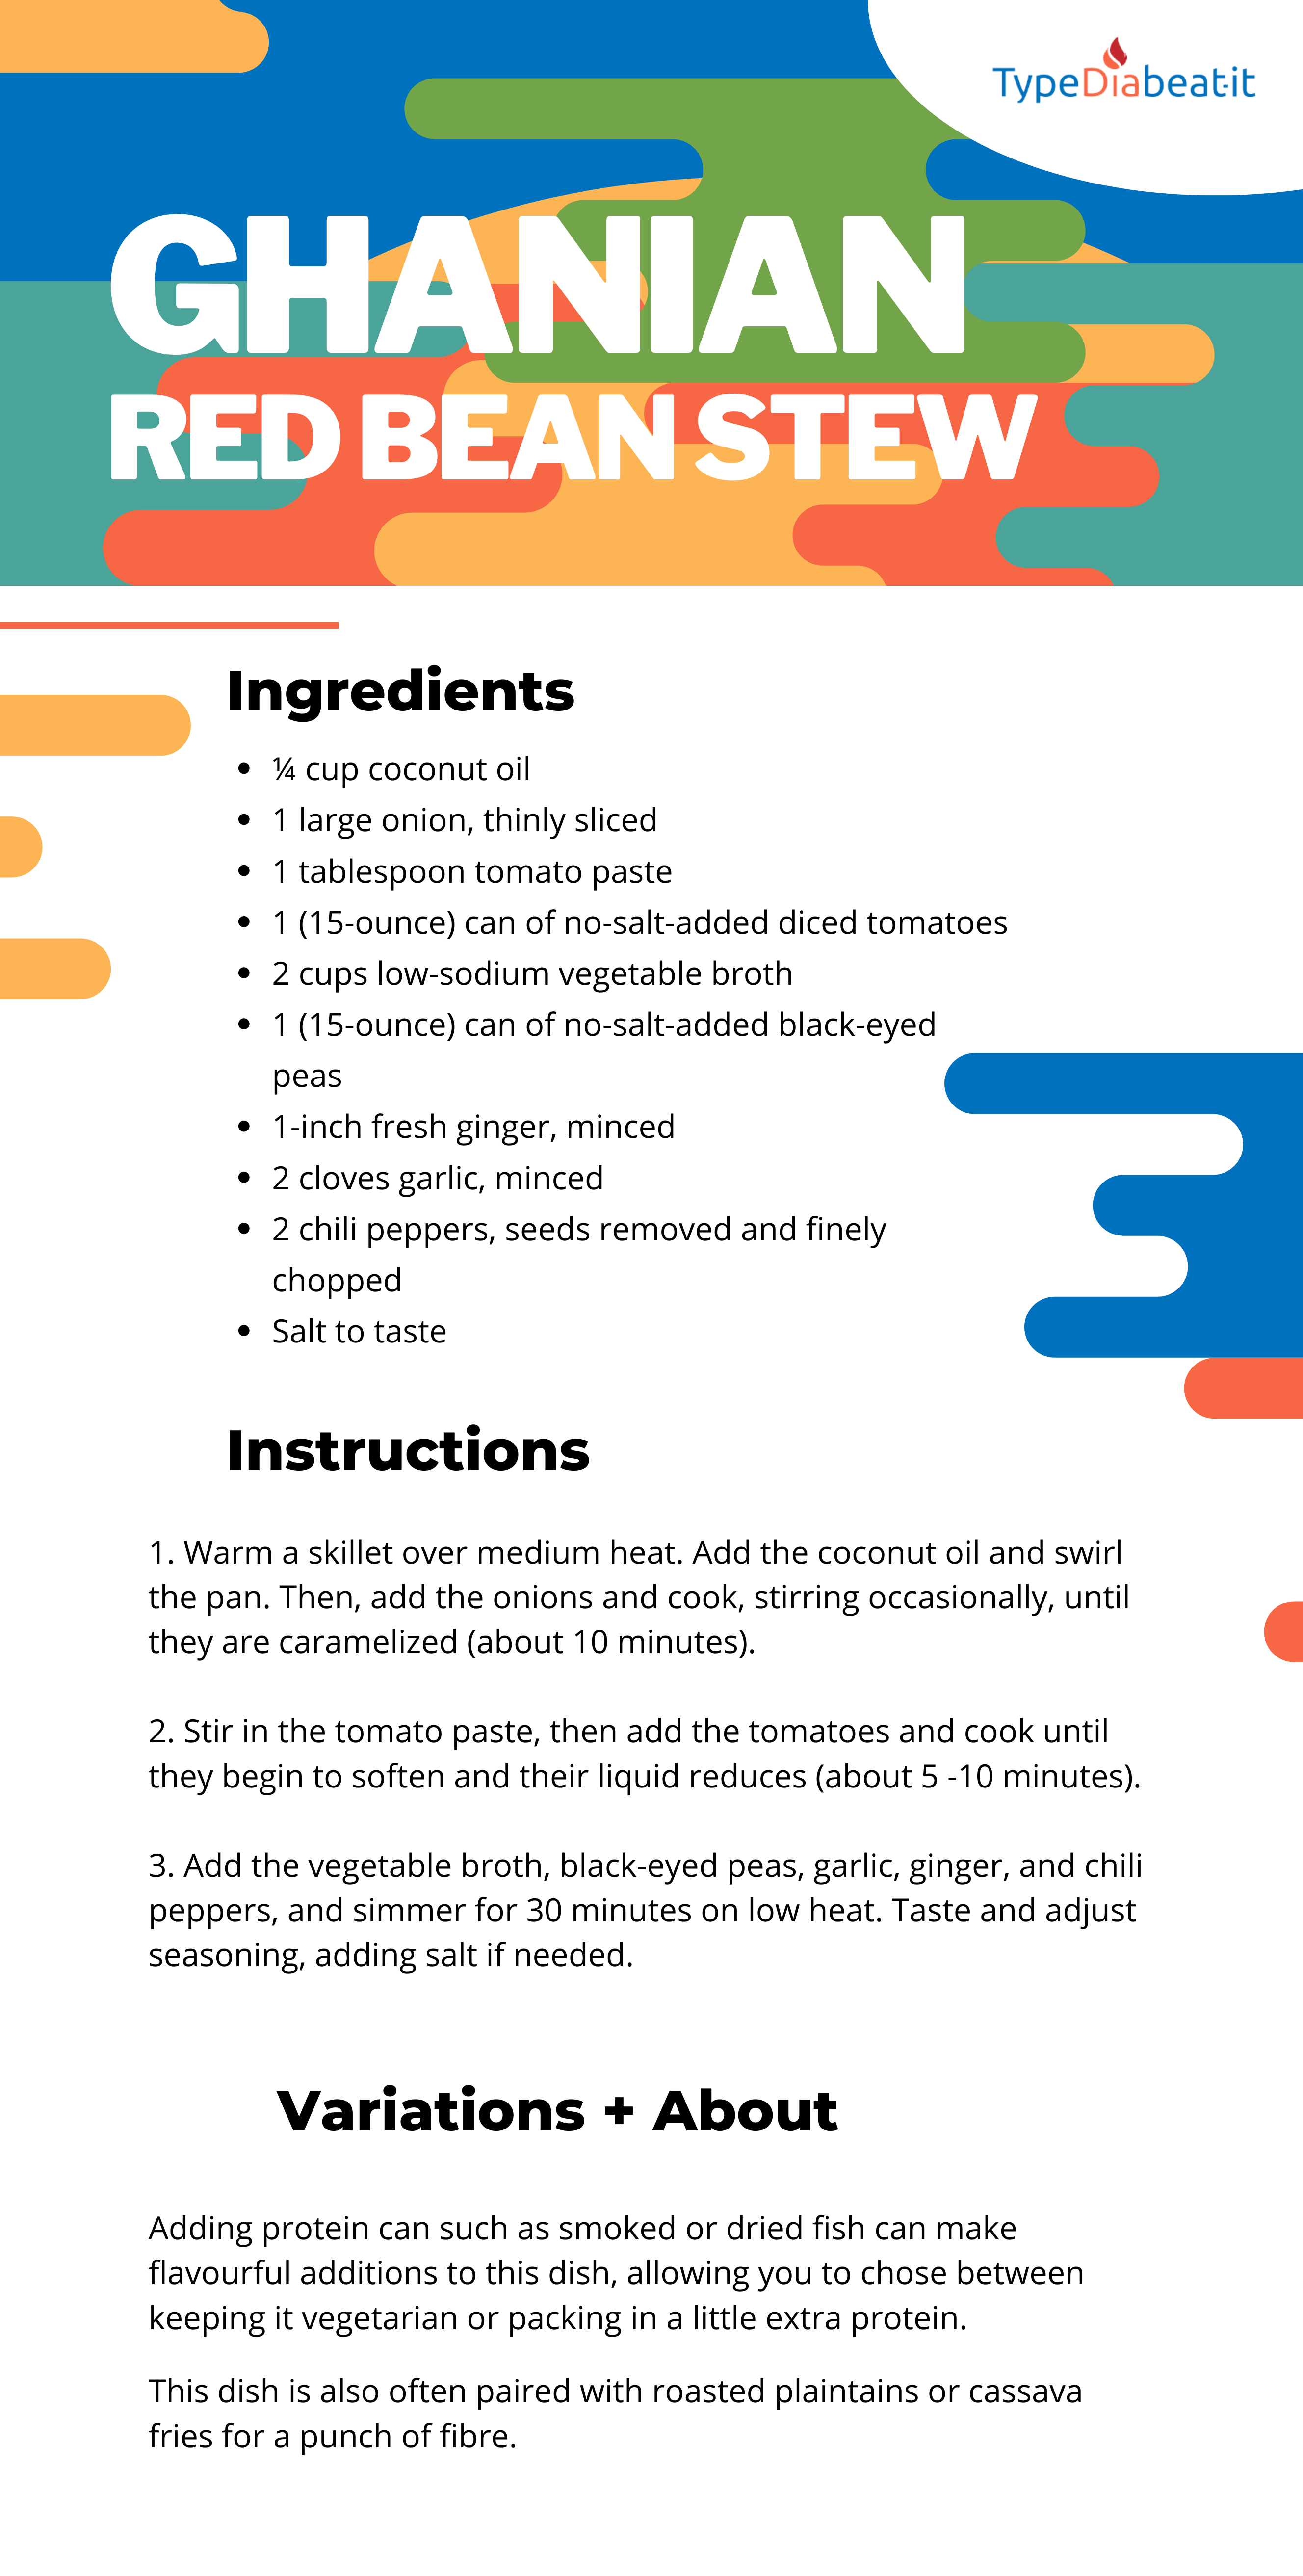 TypeDiabeat-it
GHANIAN
RED BEAN STEW
Ingredients
• ¼ cup coconut oil
• 1 large onion, thinly sliced
• 1 tablespoon tomato paste
• 1 (15-ounce) can of no-salt-added diced tomatoes
• 2 cups low-sodium vegetable broth
• 1 (15-ounce) can of no-salt-added black-eyed
peas
• 1-inch fresh ginger, minced
• 2 cloves garlic, minced
• 2 chili peppers, seeds removed and finely
chopped
• Salt to taste
Instructions
1. Warm a skillet over medium heat. Add the coconut oil and swirl
the pan. Then, add the onions and cook, stirring occasionally, until
they are caramelized (about 10 minutes).
2. Stir in the tomato paste, then add the tomatoes and cook until
they begin to soften and their liquid reduces (about 5 -10 minutes).
3. Add the vegetable broth, black-eyed peas, garlic, ginger, and chili
peppers, and simmer for 30 minutes on low heat. Taste and adjust
seasoning, adding salt if needed.
Variations + About
Adding protein can such as smoked or dried fish can make
flavourful additions to this dish, allowing you to chose between
keeping it vegetarian or packing in a little extra protein.
This dish is also often paired with roasted plaintains or cassava
fries for a punch of fibre.